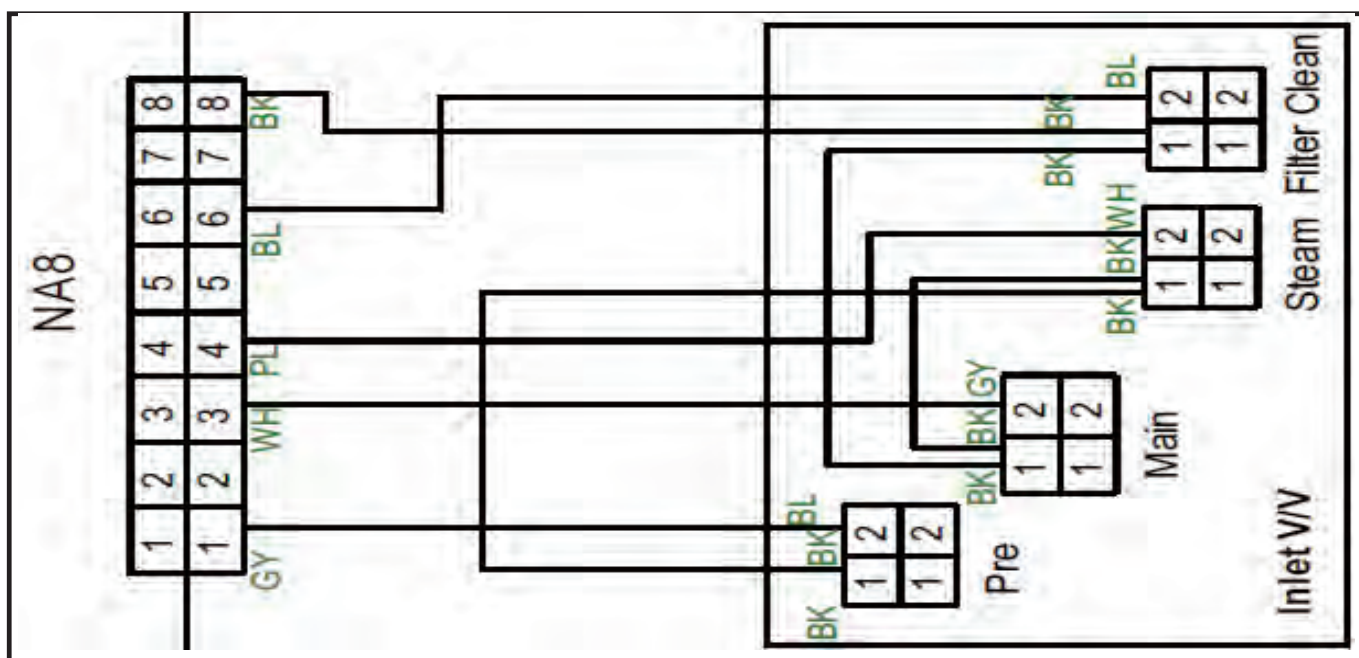 NA8
8 8 BK
7 7
6 6 BL
5 5
4 4 PL
3 3 WH
2 2
1 1 GY
BK BL 2 2
BK 1 1
Filter Clean
WH 2 2
BK
BK 1 1
Steam
GY 2 2
BK
BK 1 1
Main
BL 2 2
BK
BK 1 1
Pre
Inlet V/V